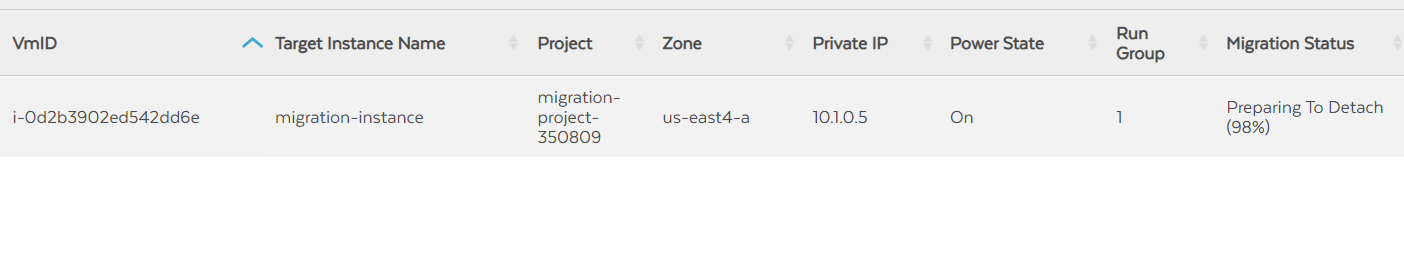 VmID Target Instance Name Project Zone Private IP Power State Run Group Migration Status
i-0d2b3902ed542dd6e migration-instance migration-project-350809 us-east4-a 10.1.0.5 On 1 Preparing To Detach (98%)